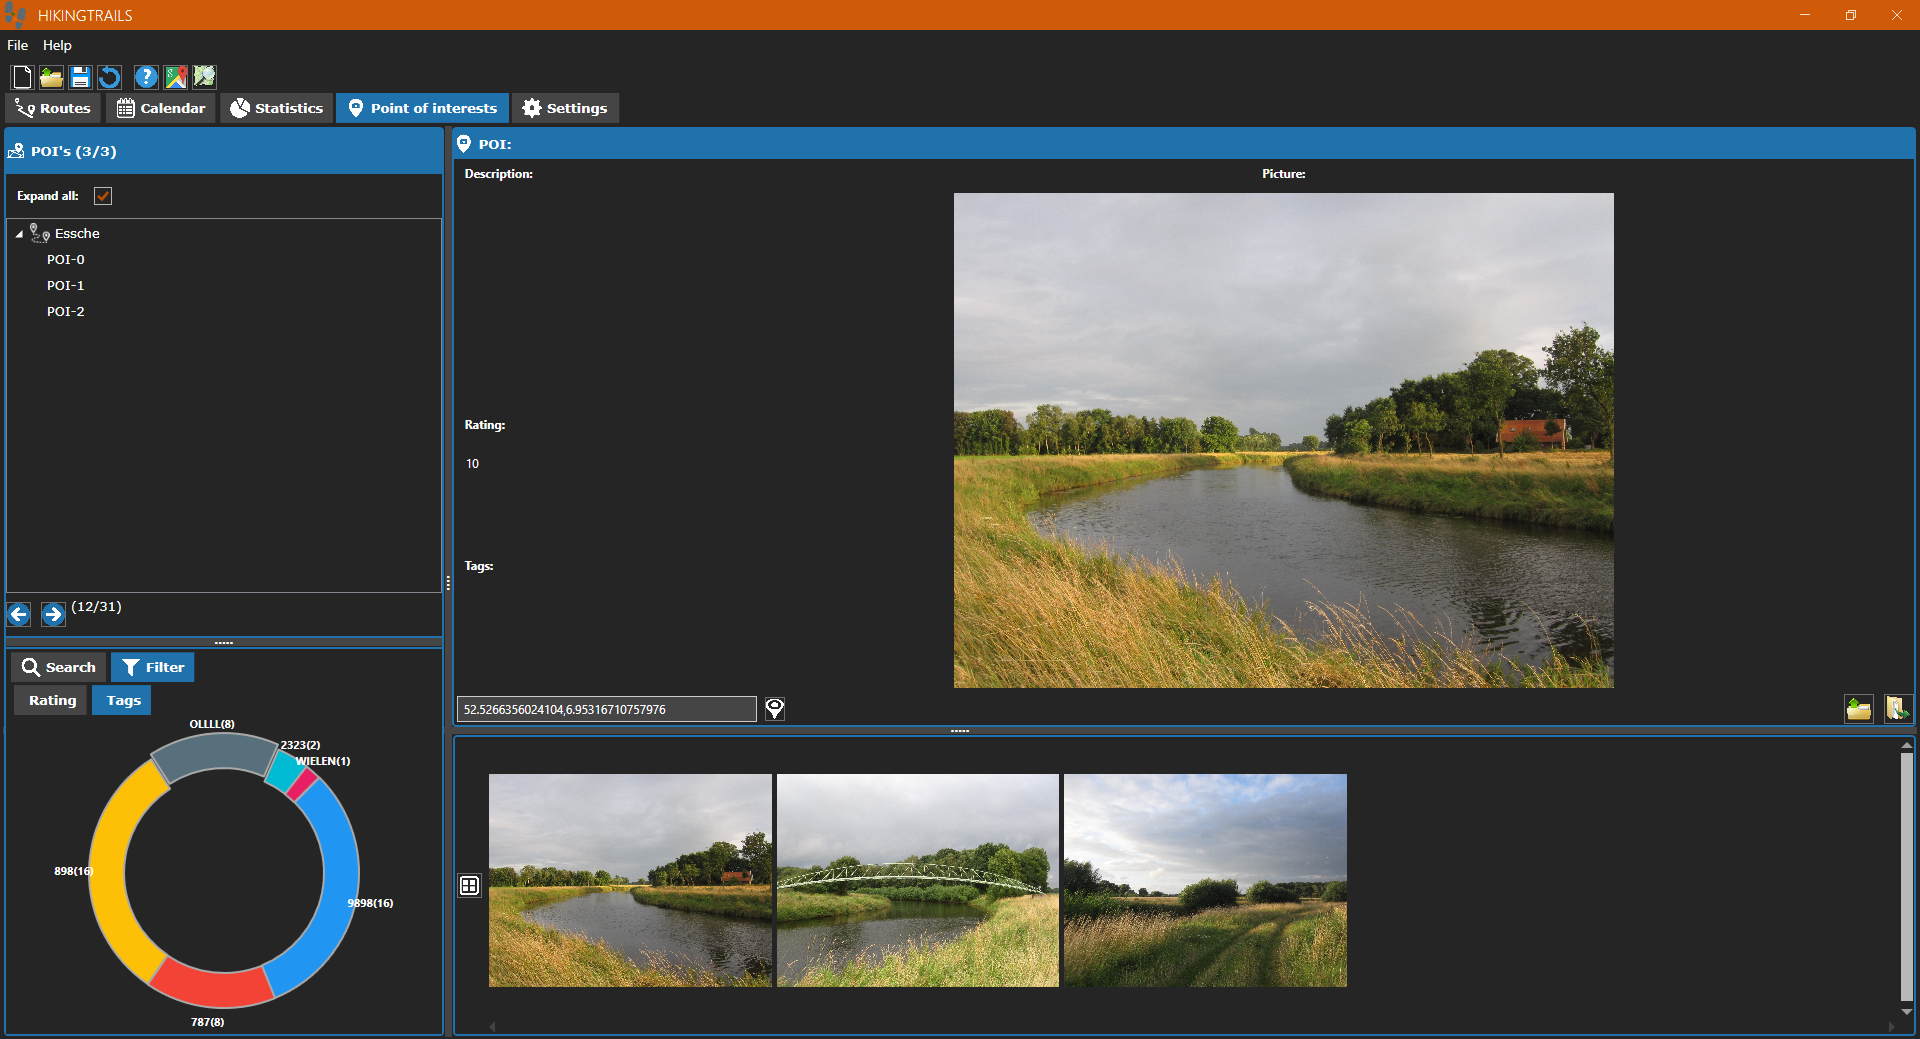 HIKINGTRAILS
File Help
Routes Calendar Statistics Point of interests Settings
POI's (3/3)
Expand all:
Essche
POI-0
POI-1
POI-2
(12/31)
Search Filter
Rating Tags
OLLLL(8)
2323(2)
WIELEN(1)
898(16)
9898(16)
787(8)
POI:
Description:
Picture:
Rating:
10
Tags:
52.5266356024104,6.95316710757976